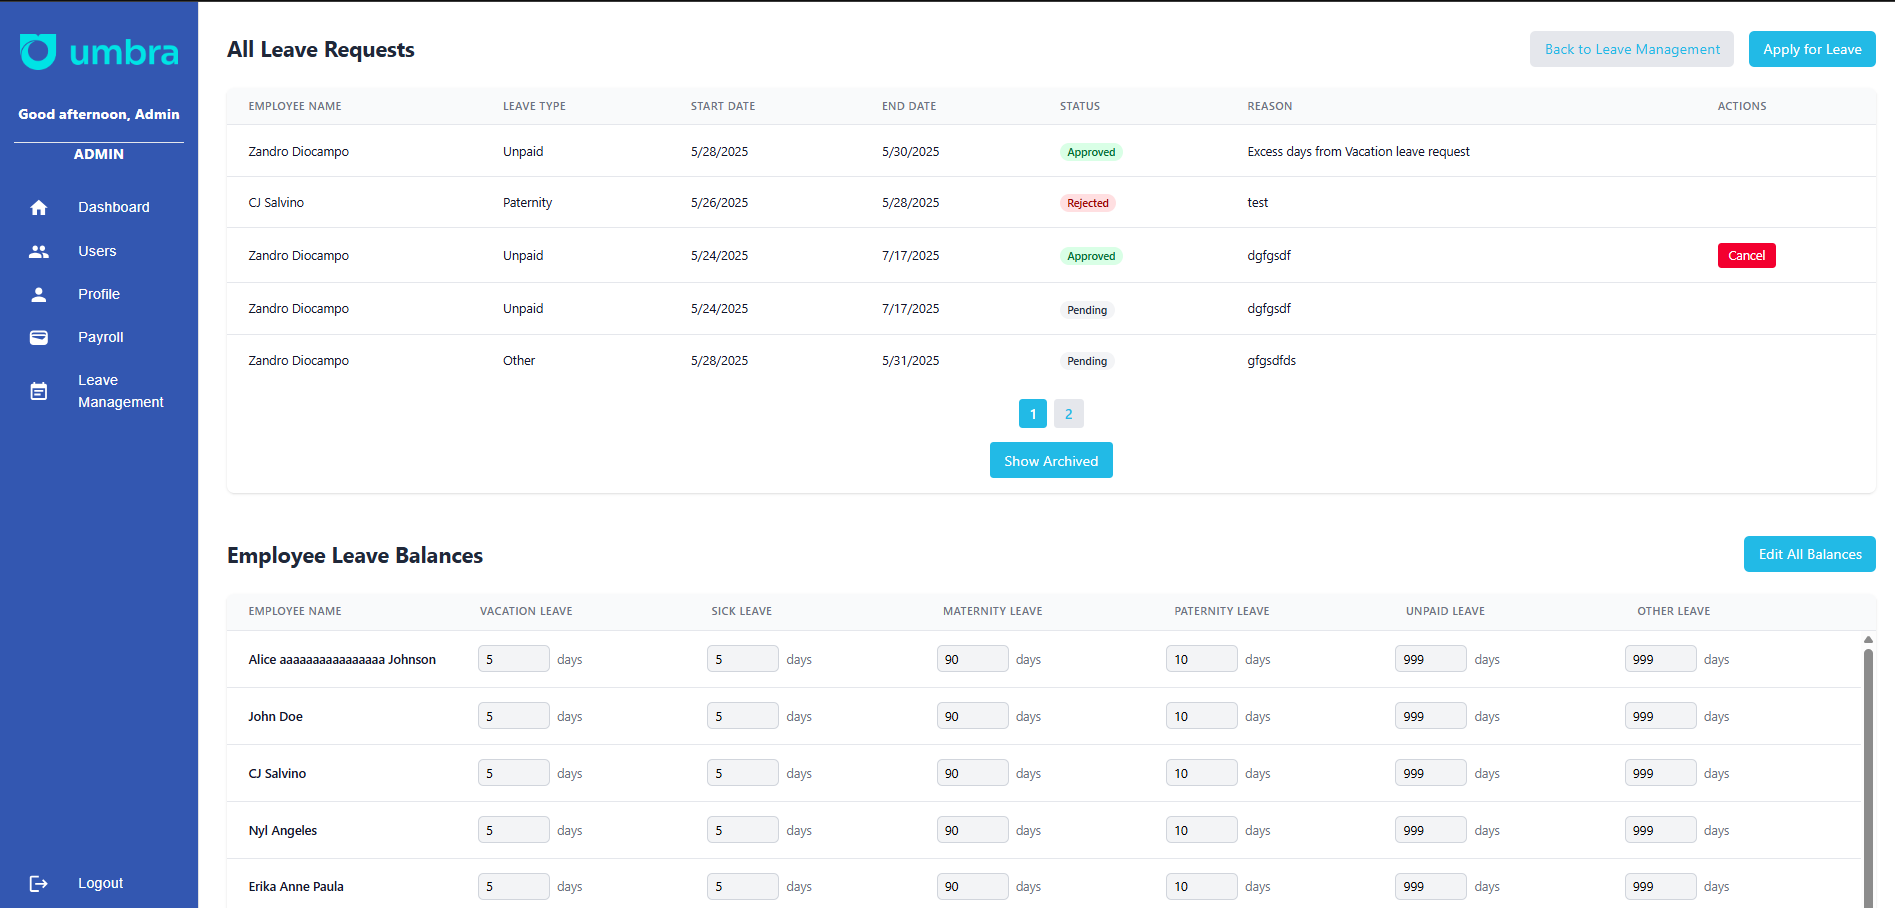 umbra
Good afternoon, Admin
ADMIN
Dashboard
Users
Profile
Payroll
Leave
Management
Logout
All Leave Requests
Back to Leave Management
Apply for Leave
EMPLOYEE NAME LEAVE TYPE START DATE END DATE STATUS REASON ACTIONS
Zandro Diocampo Unpaid 5/28/2025 5/30/2025 Approved Excess days from Vacation leave request
CJ Salvino Paternity 5/26/2025 5/28/2025 Rejected test
Zandro Diocampo Unpaid 5/24/2025 7/17/2025 Approved dgfgsdf Cancel
Zandro Diocampo Unpaid 5/24/2025 7/17/2025 Pending dgfgsdf
Zandro Diocampo Other 5/28/2025 5/31/2025 Pending gfgsdfds
1 2
Show Archived
Employee Leave Balances
Edit All Balances
EMPLOYEE NAME VACATION LEAVE SICK LEAVE MATERNITY LEAVE PATERNITY LEAVE UNPAID LEAVE OTHER LEAVE
Alice aaaaaaaaaaaaaaaa Johnson 5 days 5 days 90 days 10 days 999 days 999 days
John Doe 5 days 5 days 90 days 10 days 999 days 999 days
CJ Salvino 5 days 5 days 90 days 10 days 999 days 999 days
Nyl Angeles 5 days 5 days 90 days 10 days 999 days 999 days
Erika Anne Paula 5 days 5 days 90 days 10 days 999 days 999 days